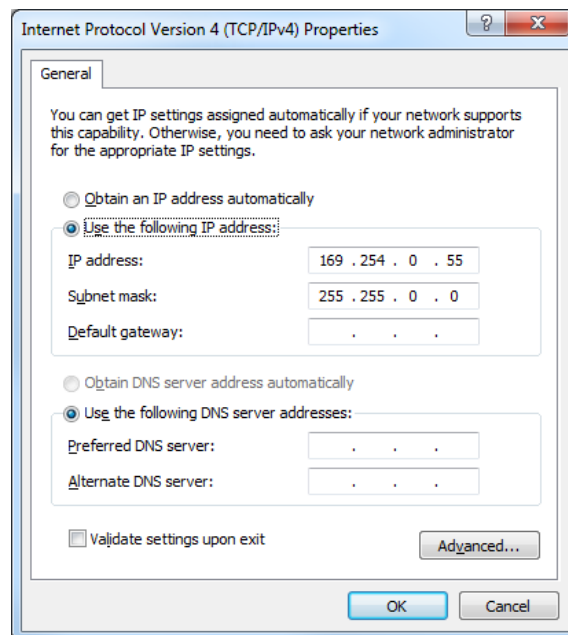 Internet Protocol Version 4 (TCP/IPv4) Properties
General
You can get IP settings assigned automatically if your network supports
this capability. Otherwise, you need to ask your network administrator
for the appropriate IP settings.
Obtain an IP address automatically
Use the following IP address:
IP address: 169 . 254 . 0 . 55
Subnet mask: 255 . 255 . 0 . 0
Default gateway: . . .
Obtain DNS server address automatically
Use the following DNS server addresses:
Preferred DNS server: . . .
Alternate DNS server: . . .
Validate settings upon exit
Advanced...
OK Cancel